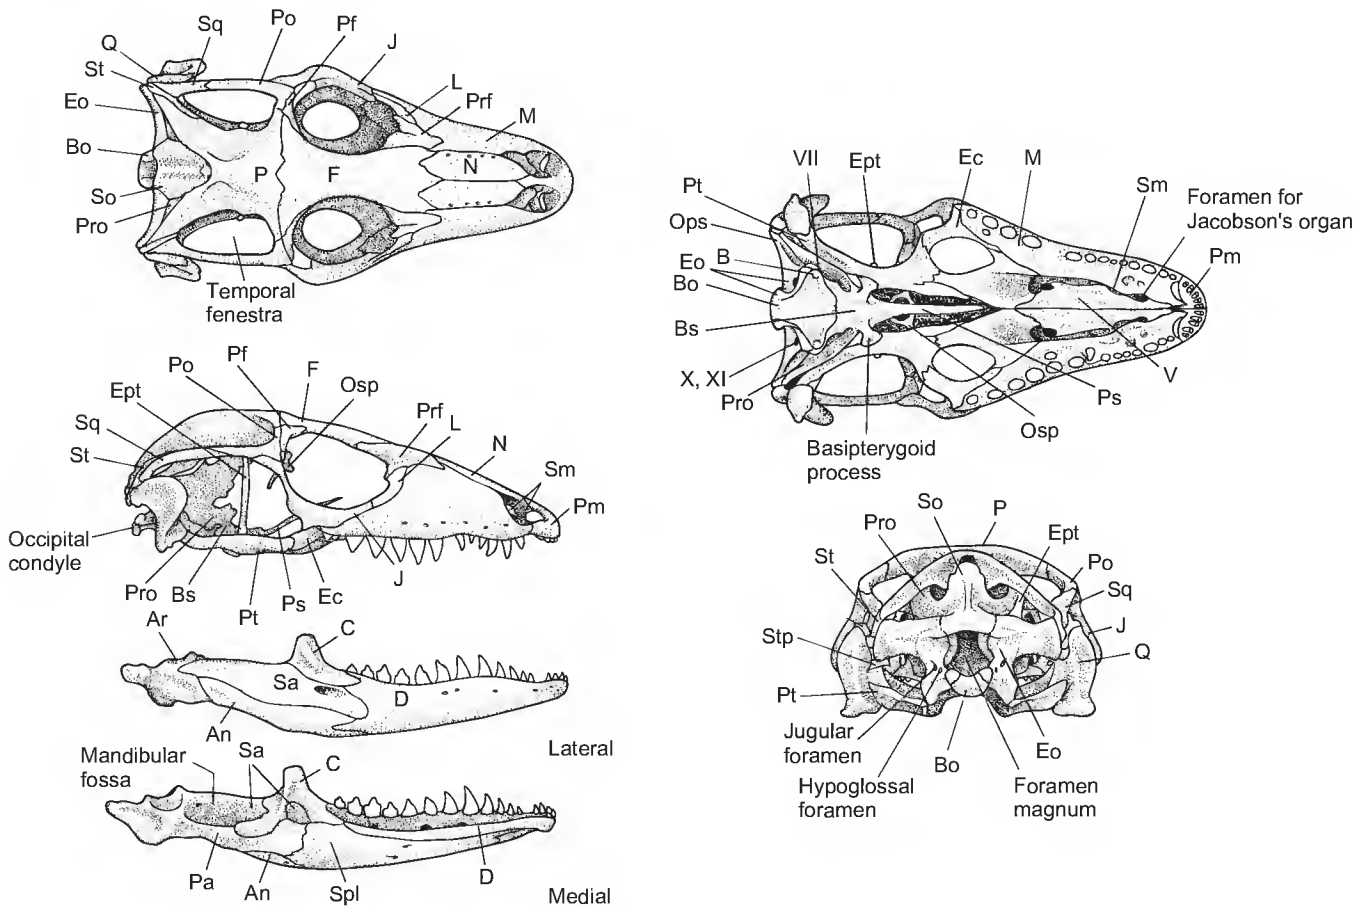 Sq
Po
Pf
J
Q
St
L
Prf
M
Eo
Bo
P
F
N
So
Pro
Temporal
fenestra
VII
Ept
Ec
M
Sm
Foramen for
Jacobson's organ
Pm
Pt
Ops
Eo
B
Bo
Bs
X, XI
Pro
Basipterygoid
process
Osp
Ps
V
Pf
Po
F
Osp
Ept
Sq
St
Prf
L
N
Sm
Pm
Occipital
condyle
Pro
Bs
Pt
Ps
Ec
J
Ar
C
Sa
D
An
Lateral
Mandibular
fossa
Sa
C
Pa
An
Spl
D
Medial
So
P
Pro
Ept
St
Po
Sq
J
Stp
Q
Pt
Jugular
foramen
Bo
Eo
Hypoglossal
foramen
Foramen
magnum